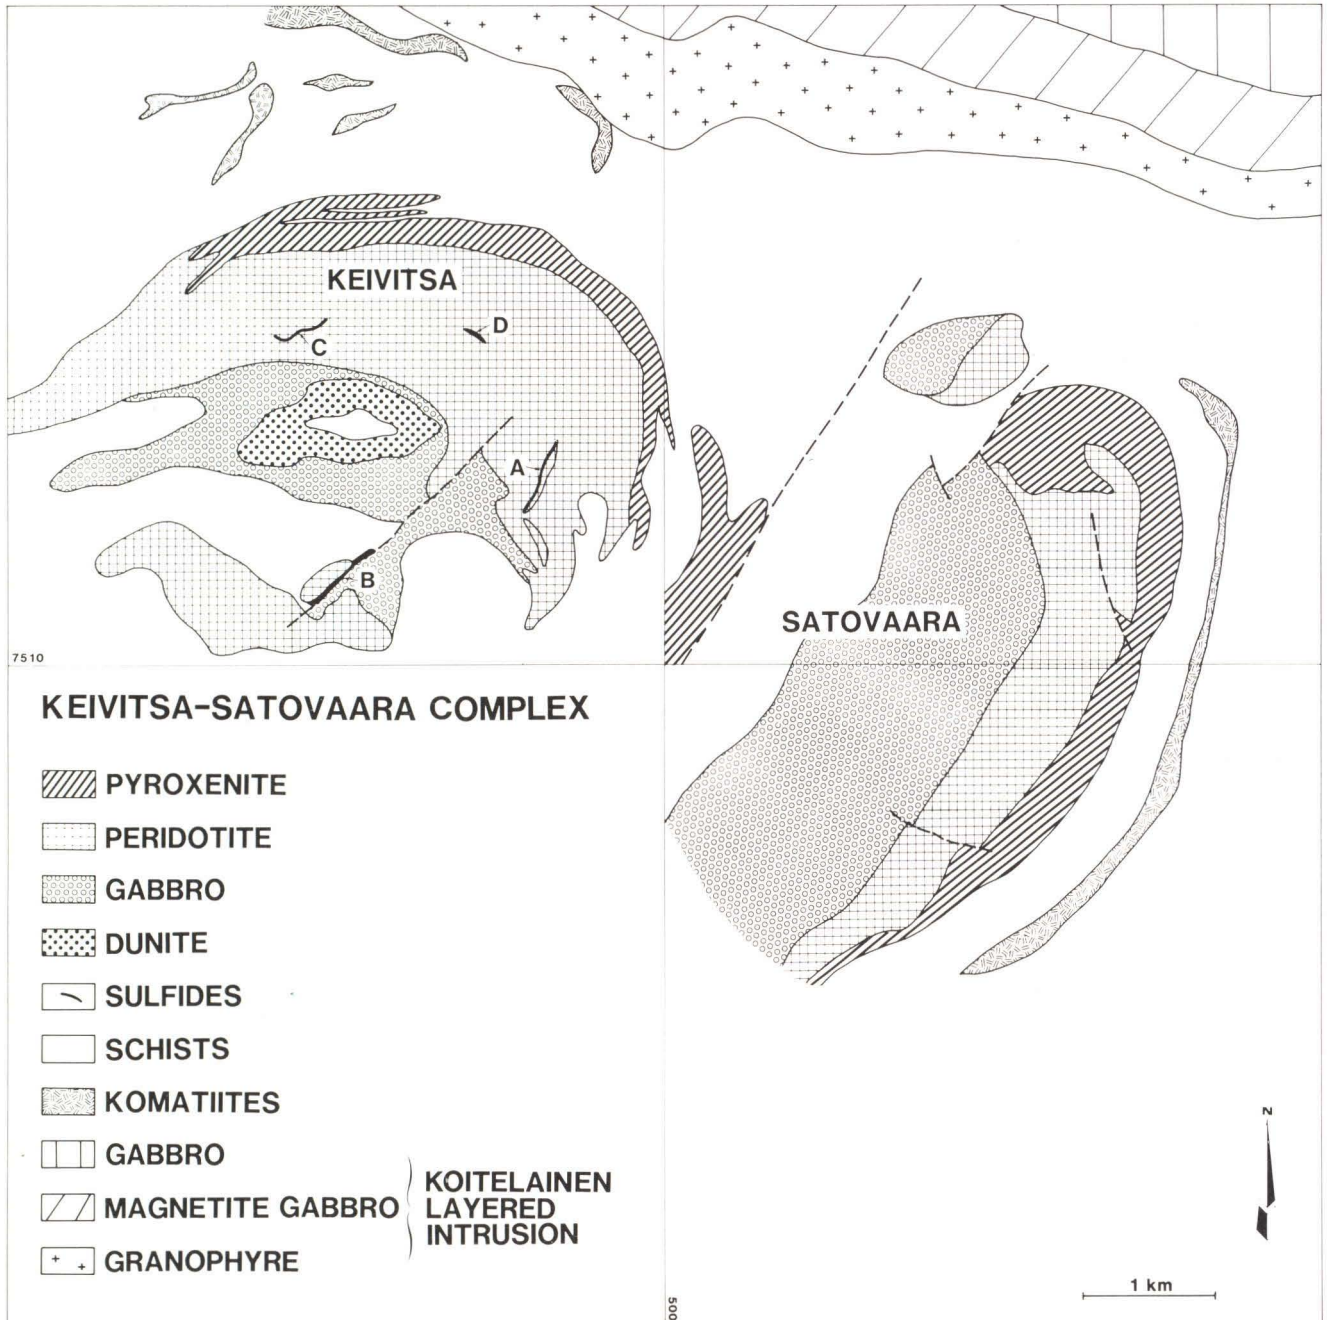 KEIVITSA
D
C
A
B
SATOVAARA
7510
KEIVITSA-SATOVAARA COMPLEX
PYROXENITE
PERIDOTITE
GABBRO
DUNITE
SULFIDES
SCHISTS
KOMATIITES
GABBRO
MAGNETITE GABBRO
GRANOPHYRE
KOITELAINEN
LAYERED
INTRUSION
N
1 km
500